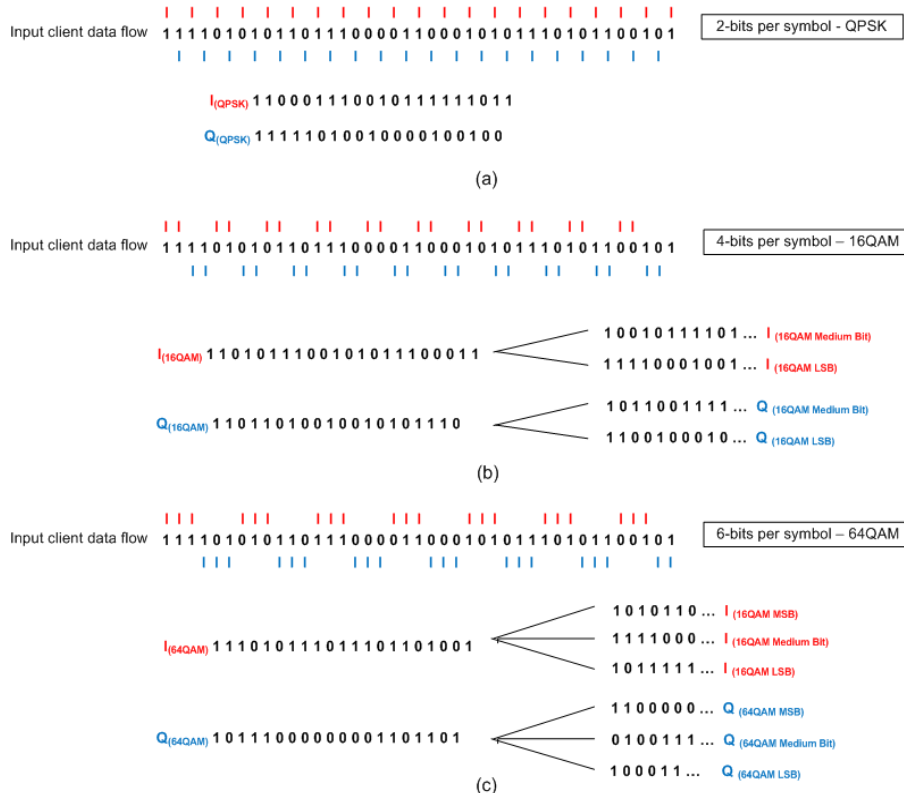 Input client data flow 1 1 1 1 0 1 0 1 0 1 1 0 1 1 1 0 0 0 0 1 1 0 0 0 1 0 1 0 1 1 1 0 1 0 1 1 0 0 1 0 1
2-bits per symbol - QPSK
I(QPSK) 1 1 0 0 0 1 1 1 0 0 1 0 1 1 1 1 1 1 0 1 1
Q(QPSK) 1 1 1 1 1 0 1 0 0 1 0 0 0 0 1 0 0 1 0 0
(a)
Input client data flow 1 1 1 1 0 1 0 1 0 1 1 0 1 1 1 0 0 0 0 1 1 0 0 0 1 0 1 0 1 1 1 0 1 0 1 1 0 0 1 0 1
4-bits per symbol – 16QAM
1 0 0 1 0 1 1 1 1 0 1 ... I (16QAM Medium Bit)
I(16QAM) 1 1 0 1 0 1 1 1 0 0 1 0 1 0 1 1 1 0 0 0 1 1
1 1 1 1 0 0 0 1 0 0 1 ... I (16QAM LSB)
1 0 1 1 0 0 1 1 1 1 ... Q (16QAM Medium Bit)
Q(16QAM) 1 1 0 1 1 0 1 0 0 1 0 0 1 0 1 0 1 1 1 0
1 1 0 0 1 0 0 0 1 0 ... Q (16QAM LSB)
(b)
Input client data flow 1 1 1 1 0 1 0 1 0 1 1 0 1 1 1 0 0 0 0 1 1 0 0 0 1 0 1 0 1 1 1 0 1 0 1 1 0 0 1 0 1
6-bits per symbol – 64QAM
1 0 1 0 1 1 0 ... I (16QAM MSB)
I(64QAM) 1 1 1 0 1 0 1 1 1 0 1 1 1 0 1 1 0 1 0 0 1
1 1 1 1 0 0 0 ... I (16QAM Medium Bit)
1 0 1 1 1 1 1 ... I (16QAM LSB)
1 1 0 0 0 0 0 ... Q (64QAM MSB)
Q(64QAM) 1 0 1 1 1 0 0 0 0 0 0 0 0 1 1 0 1 1 0 1
0 1 0 0 1 1 1 ... Q (64QAM Medium Bit)
1 0 0 0 1 1 ... Q (64QAM LSB)
(c)